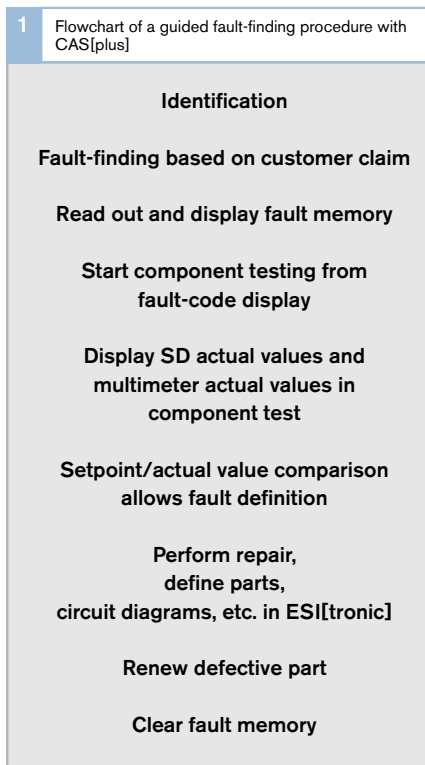 1
Flowchart of a guided fault-finding procedure with
CAS[plus]
Identification
Fault-finding based on customer claim
Read out and display fault memory
Start component testing from
fault-code display
Display SD actual values and
multimeter actual values in
component test
Setpoint/actual value comparison
allows fault definition
Perform repair,
define parts,
circuit diagrams, etc. in ESI[tronic]
Renew defective part
Clear fault memory